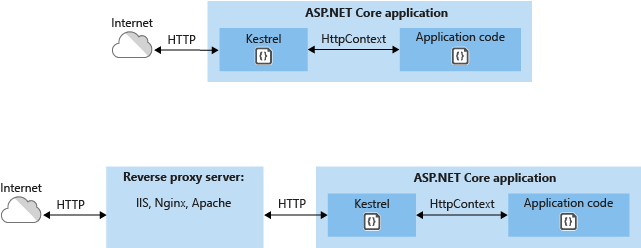 ASP.NET Core application
Internet
HTTP
Kestrel
{}
HttpContext
Application code
{}
Reverse proxy server:
ASP.NET Core application
Internet
HTTP
IIS, Nginx, Apache
HTTP
Kestrel
{}
HttpContext
Application code
{}